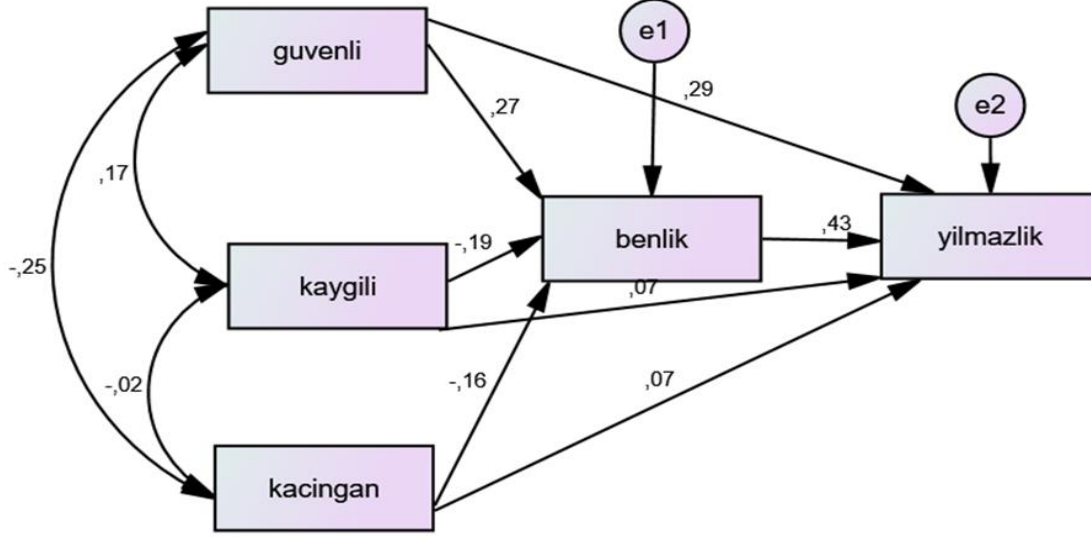 guvenli
e1
,29
e2
,27
,17
benlik
,43
yilmazlik
-,19
-,25
kaygili
,07
-,02
-,16
,07
kacingan